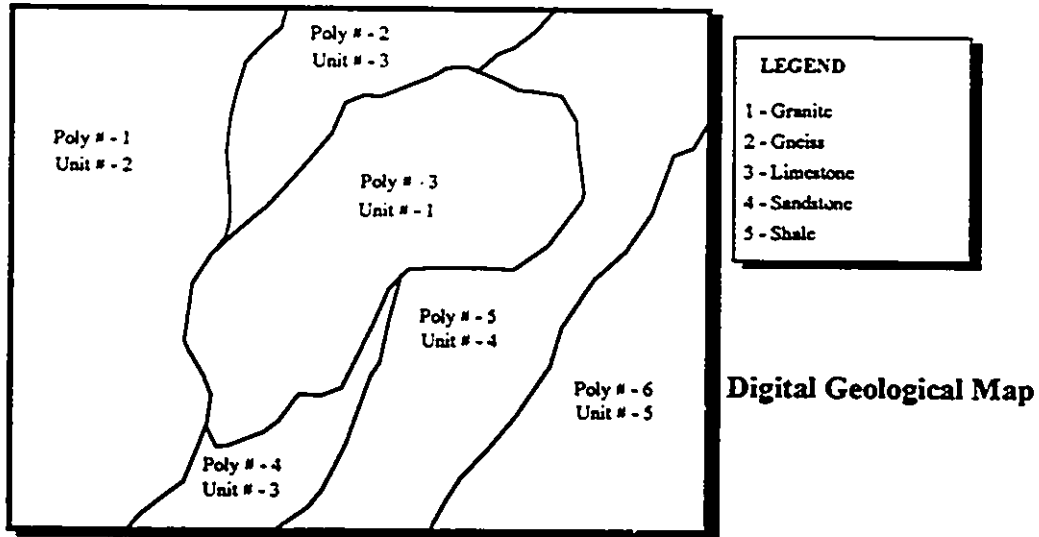 Poly # - 2
Unit # - 3
Poly # - 1
Unit # - 2
Poly # - 3
Unit # - 1
Poly # - 5
Unit # - 4
Poly # - 6
Unit # - 5
Poly # - 4
Unit # - 3
LEGEND
1 - Granite
2 - Gneiss
3 - Limestone
4 - Sandstone
5 - Shale
Digital Geological Map